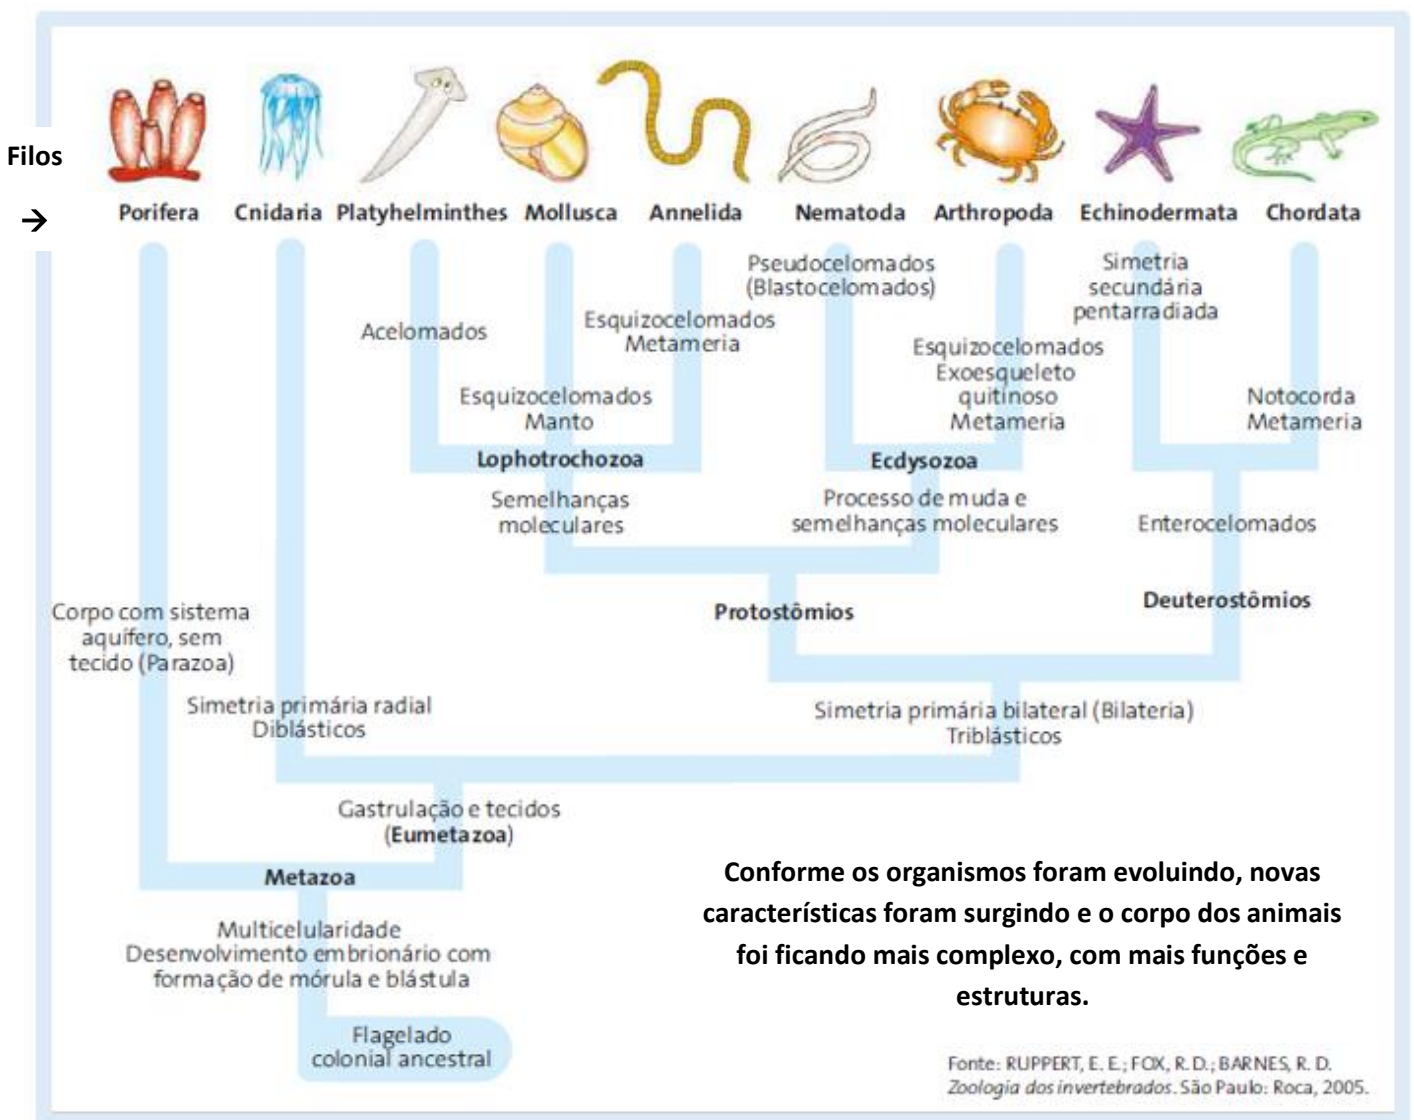 Filos
→
Porifera
Cnidaria
Platyhelminthes
Mollusca
Annelida
Nematoda
Arthropoda
Echinodermata
Chordata
Pseudocelomados
(Blastocelomados)
Simetria
secundária
pentarradiada
Acelomados
Esquizocelomados
Metameria
Esquizocelomados
Exoesqueleto
quitinoso
Metameria
Esquizocelomados
Manto
Notocorda
Metameria
Lophotrochozoa
Ecdysozoa
Semelhanças
moleculares
Processo de muda e
semelhanças moleculares
Enterocelomados
Corpo com sistema
aquífero, sem
tecido (Parazoa)
Protostômios
Deuterostômios
Simetria primária radial
Diblásticos
Simetria primária bilateral (Bilateria)
Triblásticos
Gastrulação e tecidos
(Eumetazoa)
Metazoa
Multicelularidade
Desenvolvimento embrionário com
formação de mórula e blástula
Flagelado
colonial ancestral
Conforme os organismos foram evoluindo, novas
características foram surgindo e o corpo dos animais
foi ficando mais complexo, com mais funções e
estruturas.
Fonte: RUPPERT, E. E.; FOX, R.D.; BARNES, R. D.
Zoologia dos invertebrados. São Paulo: Roca, 2005.